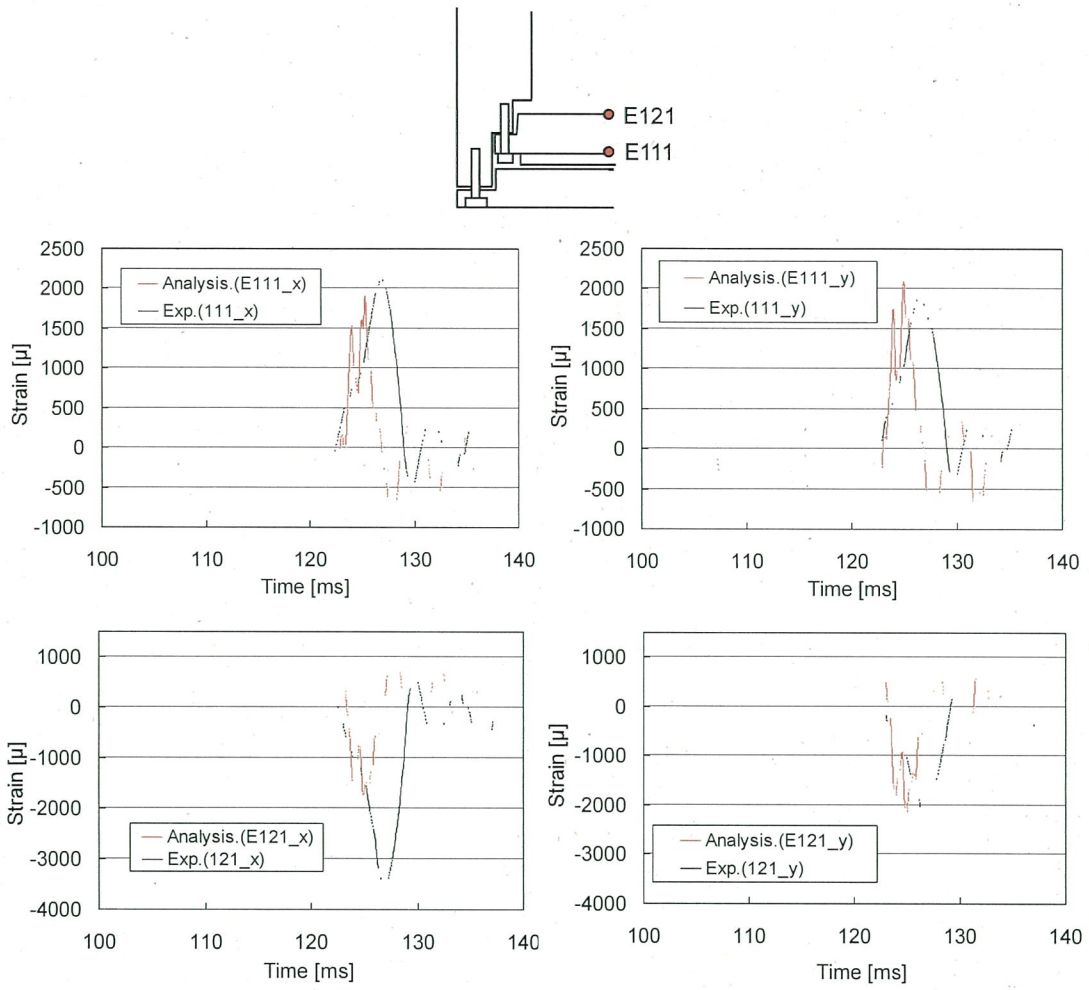 E121
E111
2500
2000
1500
1000
500
0
-500
-1000
Strain [µ]
Analysis.(E111_x)
Exp.(111_x)
100
110
120
130
140
Time [ms]
2500
2000
1500
1000
500
0
-500
-1000
Strain [µ]
Analysis.(E111_y)
Exp.(111_y)
100
110
120
130
140
Time [ms]
1000
0
-1000
-2000
-3000
-4000
Strain [µ]
Analysis.(E121_x)
Exp.(121_x)
100
110
120
130
140
Time [ms]
1000
0
-1000
-2000
-3000
-4000
Strain [µ]
Analysis.(E121_y)
Exp.(121_y)
100
110
120
130
140
Time [ms]